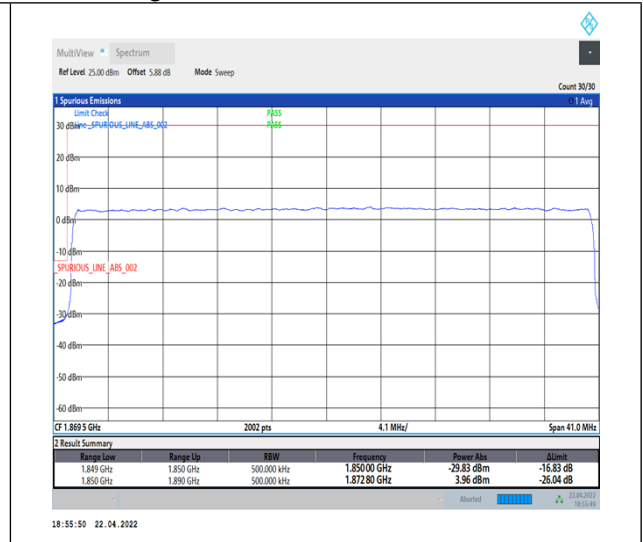 MultiView Spectrum
Ref Level 25.00 dBm Offset 5.88 dB Mode Sweep
Count 30/30
1 Spurious Emissions 1 Avg
Limit Check PASS
30 dBm Line _SPURIOUS_LINE_ABS_002 PASS
20 dBm
10 dBm
0 dBm
-10 dBm
_SPURIOUS_LINE_ABS_002
-20 dBm
-30 dBm
-40 dBm
-50 dBm
-60 dBm
CF 1.869 5 GHz 2002 pts 4.1 MHz/ Span 41.0 MHz
2 Result Summary
Range Low Range Up RBW Frequency Power Abs ΔLimit
1.849 GHz 1.850 GHz 500.000 kHz 1.85000 GHz -29.83 dBm -16.83 dB
1.850 GHz 1.890 GHz 500.000 kHz 1.87280 GHz 3.96 dBm -26.04 dB
Aborted 22.04.2022
18:55:49
18:55:50 22.04.2022